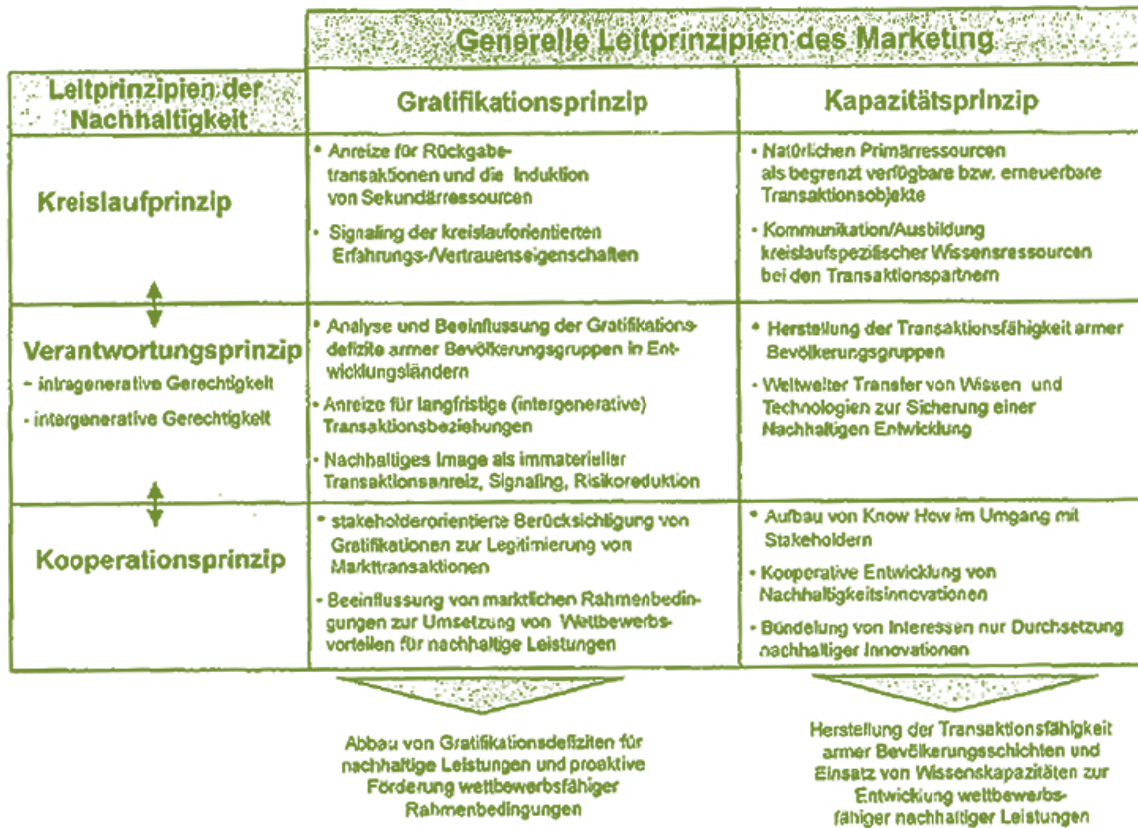 Generelle Leitprinzipien des Marketing
Leitprinzipien der
Nachhaltigkeit
Gratifikationsprinzip
Kapazitätsprinzip
Kreislaufprinzip
• Anreize für Rückgabe-
transaktionen und die Induktion
von Sekundärressourcen
• Signaling der kreislauforientierten
Erfahrungs-/Vertrauenseigenschaften
• Natürlichen Primärressourcen
als begrenzt verfügbare bzw. erneuerbare
Transaktionsobjekte
• Kommunikation/Ausbildung
kreislaufspezifischer Wissensressourcen
bei den Transaktionspartnern
Verantwortungsprinzip
- intragenerative Gerechtigkeit
- intergenerative Gerechtigkeit
• Analyse und Beeinflussung der Gratifikations-
defizite armer Bevölkerungsgruppen in Ent-
wicklungsländern
• Anreize für langfristige (intergenerative)
Transaktionsbeziehungen
• Nachhaltiges Image als immaterieller
Transaktionsanreiz, Signaling, Risikoreduktion
• Herstellung der Transaktionsfähigkeit armer
Bevölkerungsgruppen
• Weltweiter Transfer von Wissen und
Technologien zur Sicherung einer
Nachhaltigen Entwicklung
Kooperationsprinzip
• stakeholderorientierte Berücksichtigung von
Gratifikationen zur Legitimierung von
Markttransaktionen
• Beeinflussung von marktlichen Rahmenbedin-
gungen zur Umsetzung von Wettbewerbs-
vorteilen für nachhaltige Leistungen
• Aufbau von Know How im Umgang mit
Stakeholdern
• Kooperative Entwicklung von
Nachhaltigkeitsinnovationen
• Bündelung von Interessen nur Durchsetzung
nachhaltiger Innovationen
Abbau von Gratifikationsdefiziten für
nachhaltige Leistungen und proaktive
Förderung wettbewerbsfähiger
Rahmenbedingungen
Herstellung der Transaktionsfähigkeit
armer Bevölkerungsschichten und
Einsatz von Wissenskapazitäten zur
Entwicklung wettbewerbs-
fähiger nachhaltiger Leistungen